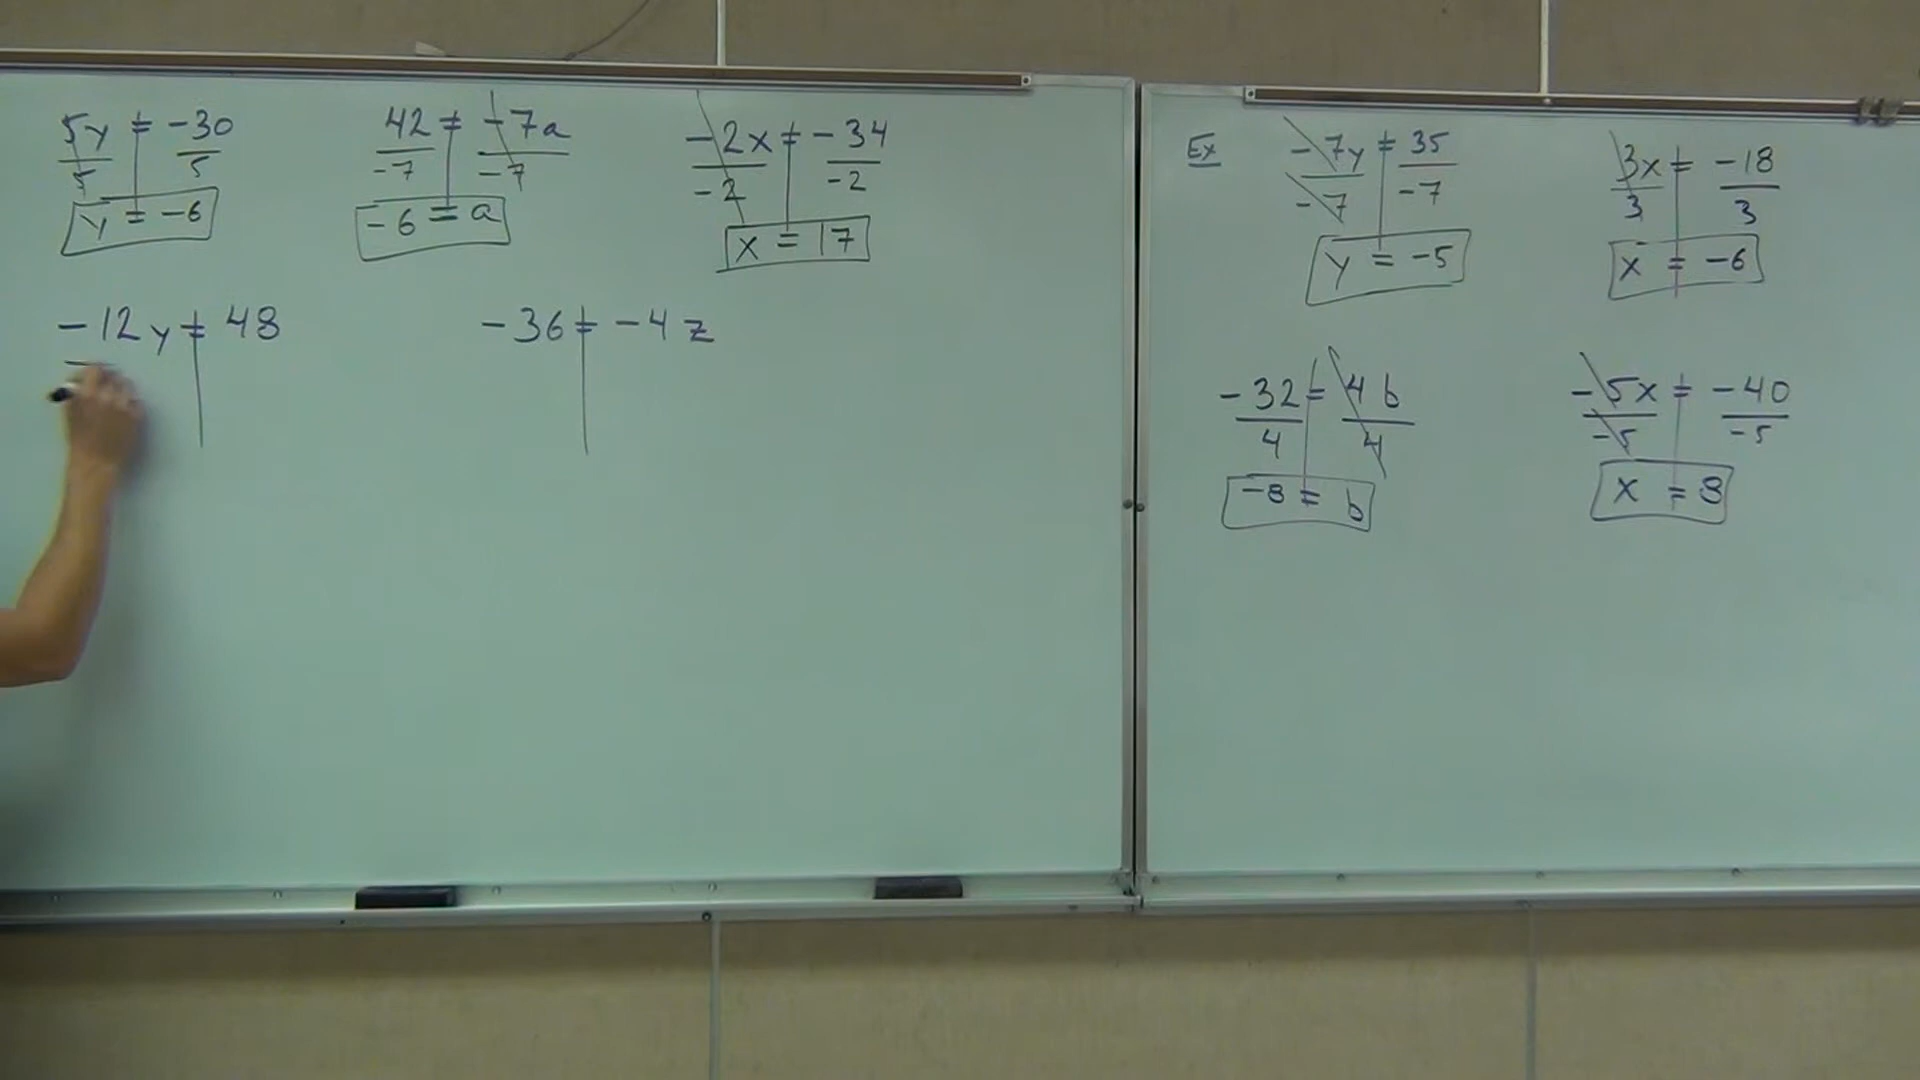 5y = -30
5 5
y = -6
42 = -7a
-7 -7
-6 = a
-2x = -34
-2 -2
x = 17
-12y = 48
-36 = -4z
Ex
-7y = 35
-7 -7
y = -5
3x = -18
3 3
x = -6
-32 = 4b
4 4
-8 = b
-5x = -40
-5 -5
x = 8